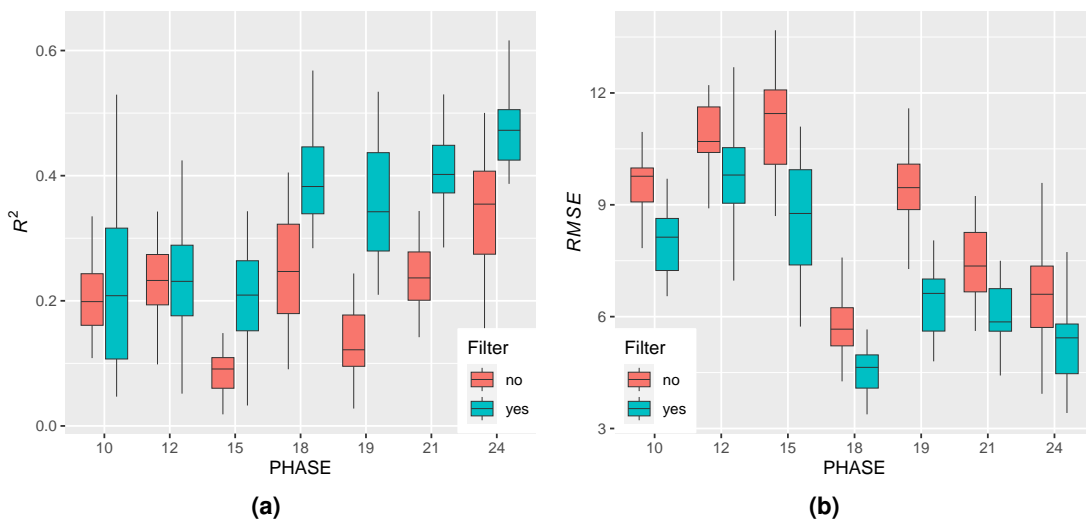 0.6
0.4
0.2
0.0
R²
10 12 15 18 19 21 24
PHASE
Filter
no
yes
(a)
12
9
6
3
RMSE
10 12 15 18 19 21 24
PHASE
Filter
no
yes
(b)